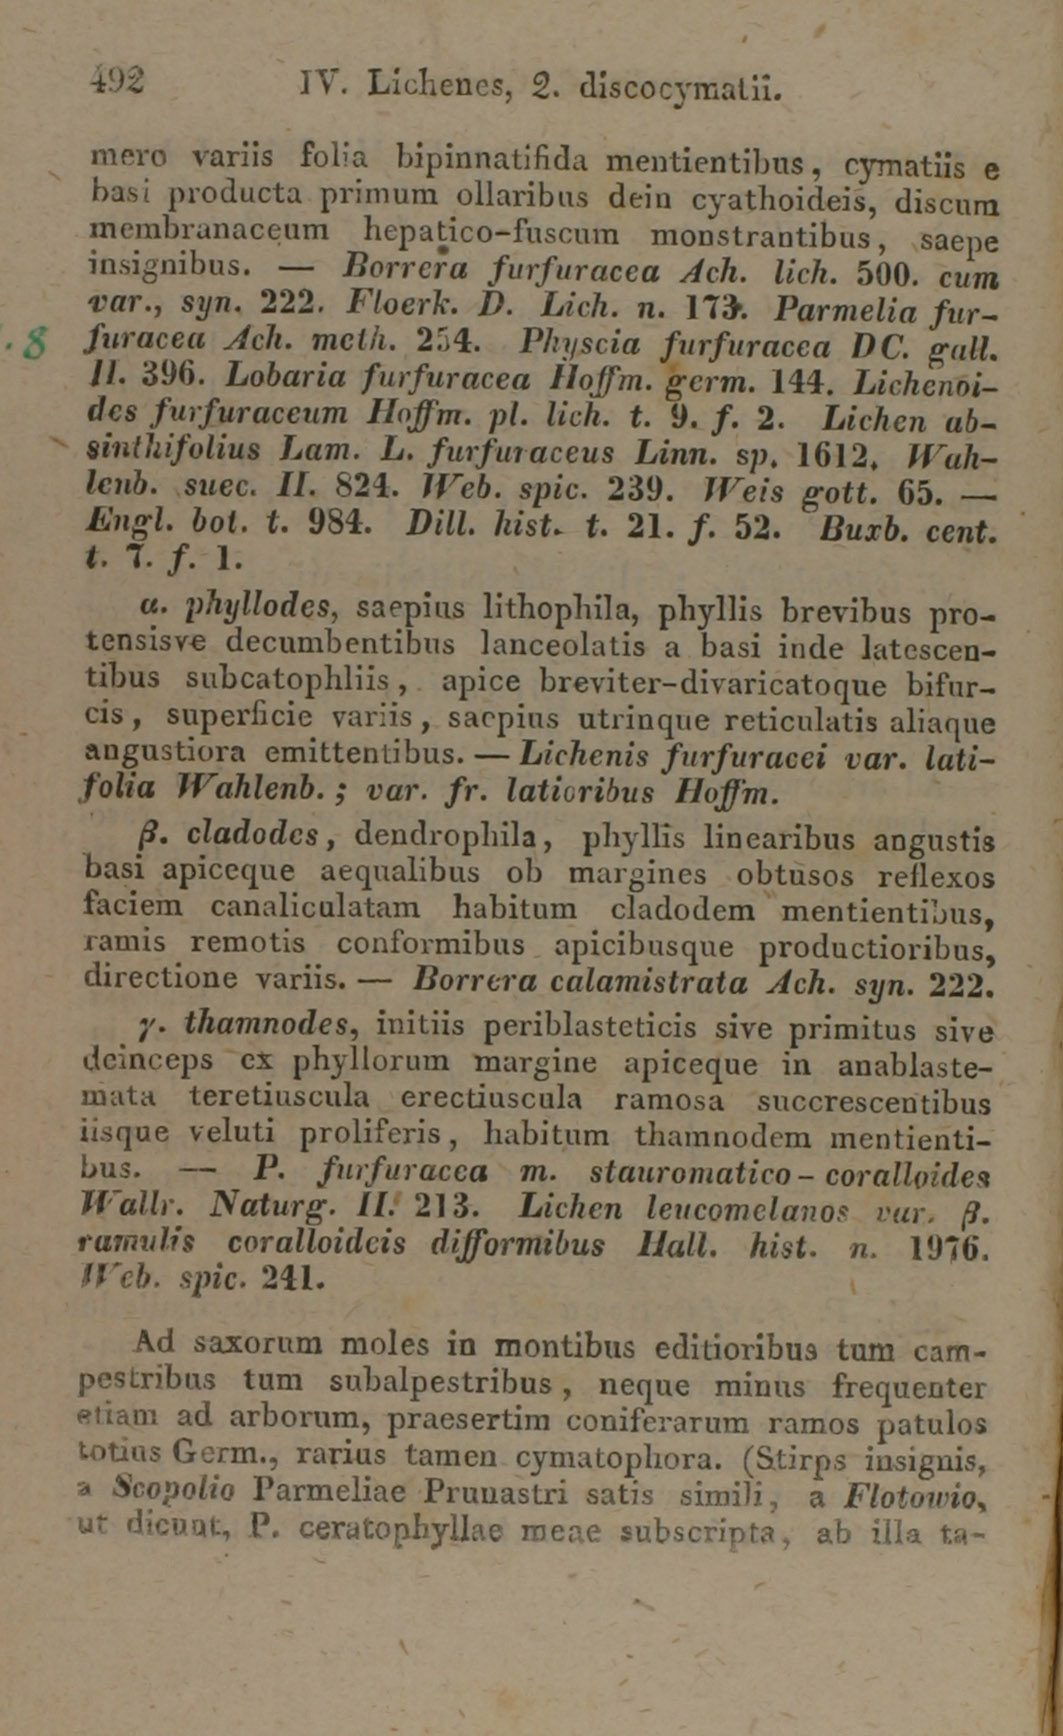 492 IV. Lichenes, 2. discocymatii.
mero variis folia bipinnatifida mentientibus, cymatiis e
basi producta primum ollaribus dein cyathoideis, discum
membranaceum hepatico-fuscum monstrantibus, saepe
insignibus. — Borrera furfuracea Ach. lich. 500. cum
var., syn. 222. Floerk. D. Lich. n. 173. Parmelia fur-
.8 furacea Ach. meth. 254. Physcia furfuracea DC. gall.
II. 396. Lobaria furfuracea Hoffm. germ. 144. Lichenoi-
des furfuraceum Hoffm. pl. lich. t. 9. f. 2. Lichen ab-
sinthifolius Lam. L. furfuraceus Linn. sp. 1612. Wah-
lenb. suec. II. 824. Web. spic. 239. Weis gott. 65. —
Engl. bot. t. 984. Dill. hist. t. 21. f. 52. Buxb. cent.
t. 7. f. 1.
α. phyllodes, saepius lithophila, phyllis brevibus pro-
tensisve decumbentibus lanceolatis a basi inde latescen-
tibus subcatophliis, apice breviter-divaricatoque bifur-
cis, superficie variis, saepius utrinque reticulatis aliaque
angustiora emittentibus. — Lichenis furfuracei var. lati-
folia Wahlenb.; var. fr. latioribus Hoffm.
β. cladodes, dendrophila, phyllis linearibus angustis
basi apiceque aequalibus ob margines obtusos reflexos
faciem canaliculatam habitum cladodem mentientibus,
ramis remotis conformibus apicibusque productioribus,
directione variis. — Borrera calamistrata Ach. syn. 222.
γ. thamnodes, initiis periblasteticis sive primitus sive
deinceps ex phyllorum margine apiceque in anablaste-
mata teretiuscula erectiuscula ramosa succrescentibus
iisque veluti proliferis, habitum thamnodem mentienti-
bus. — P. furfuracea m. stauromatico-coralloides
Wallr. Naturg. II. 213. Lichen leucomelanos var. β.
ramulis coralloideis difformibus Hall. hist. n. 1976.
Web. spic. 241.
Ad saxorum moles in montibus editioribus tum cam-
pestribus tum subalpestribus, neque minus frequenter
etiam ad arborum, praesertim coniferarum ramos patulos
totius Germ., rarius tamen cymatophora. (Stirps insignis,
a Scopolio Parmeliae Prunastri satis simili, a Flotowio,
ut dicunt, P. ceratophyllae meae subscripta, ab illa ta-